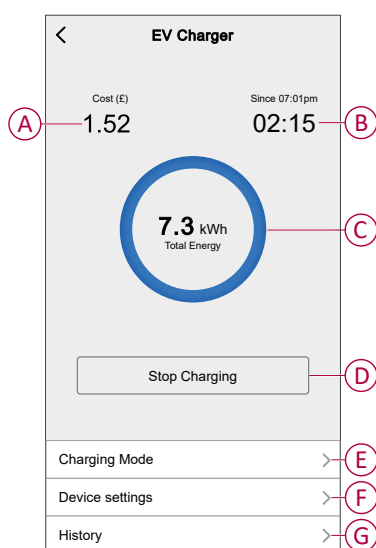 EV Charger
Cost (£)
Since 07:01pm
A
1.52
02:15
B
7.3 kWh
Total Energy
C
Stop Charging
D
Charging Mode
E
Device settings
F
History
G